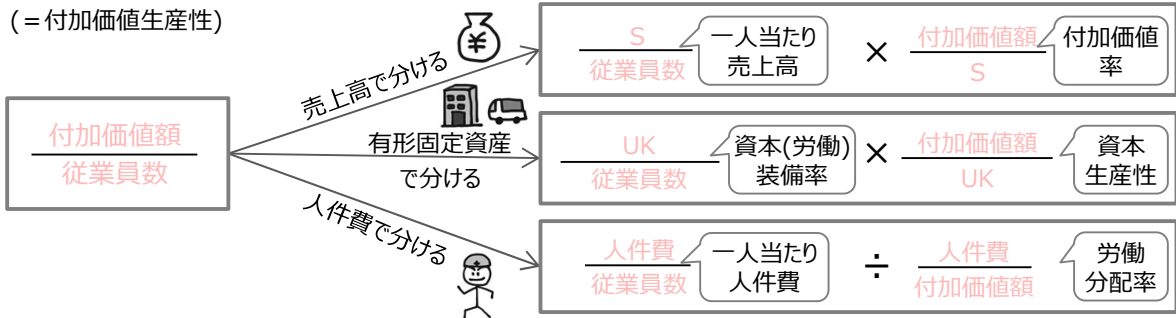 (=付加価値生産性)
付加価値額
従業員数
売上高で分ける
¥
有形固定資産
で分ける
人件費で分ける
S
従業員数
一人当たり
売上高
×
付加価値額
S
付加価値
率
UK
従業員数
資本(労働)
装備率
×
付加価値額
UK
資本
生産性
人件費
従業員数
一人当たり
人件費
÷
人件費
付加価値額
労働
分配率